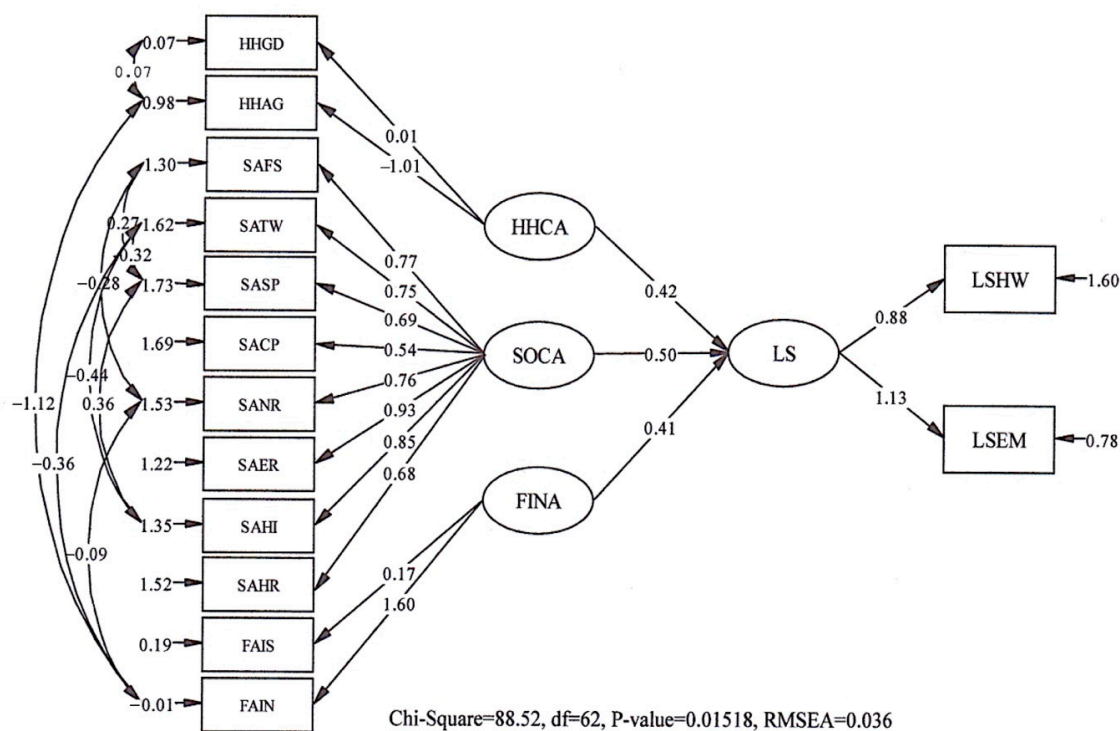 0.07 HHGD
0.07
0.98 HHAG
0.01
-1.01
1.30 SAFS
0.27 1.62 SATW
HHCA
-0.32
-0.28 1.73 SASP
0.77
0.75
0.69
0.42
LSHW 1.60
0.88
1.69 SACP
0.54
SOCA 0.50 LS
-0.44
0.36
-1.12 1.53 SANR
0.76
0.93
1.13
0.85
0.41
LSEM 0.78
-0.36 1.22 SAER
0.68
FINA
1.35 SAHI
-0.09
1.52 SAHR
0.17
1.60
0.19 FAIS
-0.01 FAIN
Chi-Square=88.52, df=62, P-value=0.01518, RMSEA=0.036